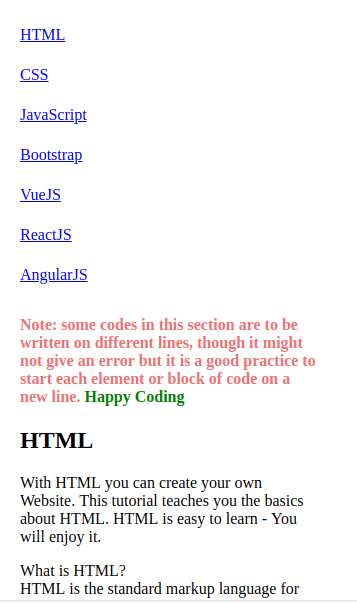 HTML
CSS
JavaScript
Bootstrap
VueJS
ReactJS
AngularJS
Note: some codes in this section are to be
written on different lines, though it might
not give an error but it is a good practice to
start each element or block of code on a
new line. Happy Coding
HTML
With HTML you can create your own
Website. This tutorial teaches you the basics
about HTML. HTML is easy to learn - You
will enjoy it.
What is HTML?
HTML is the standard markup language for